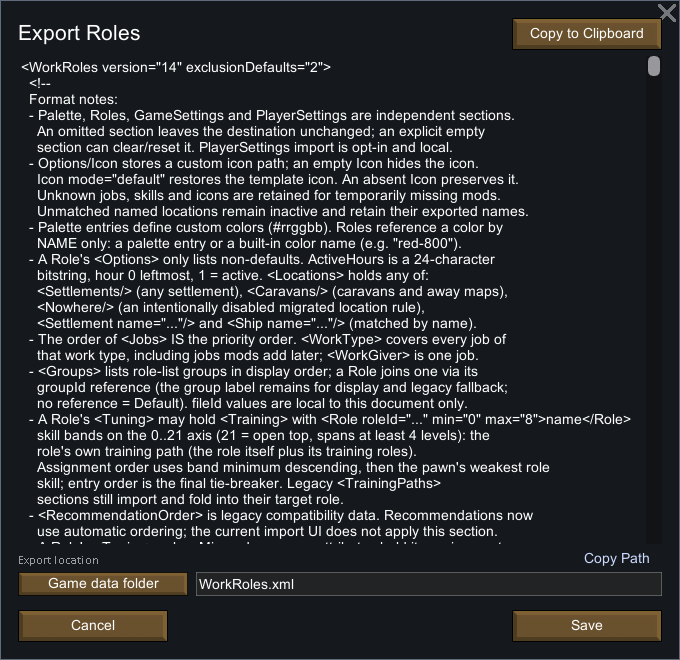 Export Roles
Copy to Clipboard
<WorkRoles version="14" exclusionDefaults="2">
<!--
Format notes:
- Palette, Roles, GameSettings and PlayerSettings are independent sections.
An omitted section leaves the destination unchanged; an explicit empty
section can clear/reset it. PlayerSettings import is opt-in and local.
- Options/Icon stores a custom icon path; an empty Icon hides the icon.
Icon mode="default" restores the template icon. An absent Icon preserves it.
Unknown jobs, skills and icons are retained for temporarily missing mods.
Unmatched named locations remain inactive and retain their exported names.
- Palette entries define custom colors (#rrggbb). Roles reference a color by
NAME only: a palette entry or a built-in color name (e.g. "red-800").
- A Role's <Options> only lists non-defaults. ActiveHours is a 24-character
bitstring, hour 0 leftmost, 1 = active. <Locations> holds any of:
<Settlements/> (any settlement), <Caravans/> (caravans and away maps),
<Nowhere/> (an intentionally disabled migrated location rule),
<Settlement name="..."/> and <Ship name="..."/> (matched by name).
- The order of <Jobs> IS the priority order. <WorkType> covers every job of
that work type, including jobs mods add later; <WorkGiver> is one job.
- <Groups> lists role-list groups in display order; a Role joins one via its
groupId reference (the group label remains for display and legacy fallback;
no reference = Default). fileId values are local to this document only.
- A Role's <Tuning> may hold <Training> with <Role roleId="..." min="0" max="8">name</Role>
skill bands on the 0..21 axis (21 = open top, spans at least 4 levels): the
role's own training path (the role itself plus its training roles).
Assignment order uses band minimum descending, then the pawn's weakest role
skill; entry order is the final tie-breaker. Legacy <TrainingPaths>
sections still import and fold into their target role.
- <RecommendationOrder> is legacy compatibility data. Recommendations now
use automatic ordering; the current import UI does not apply this section.
Export location
Copy Path
Game data folder
WorkRoles.xml
Cancel
Save